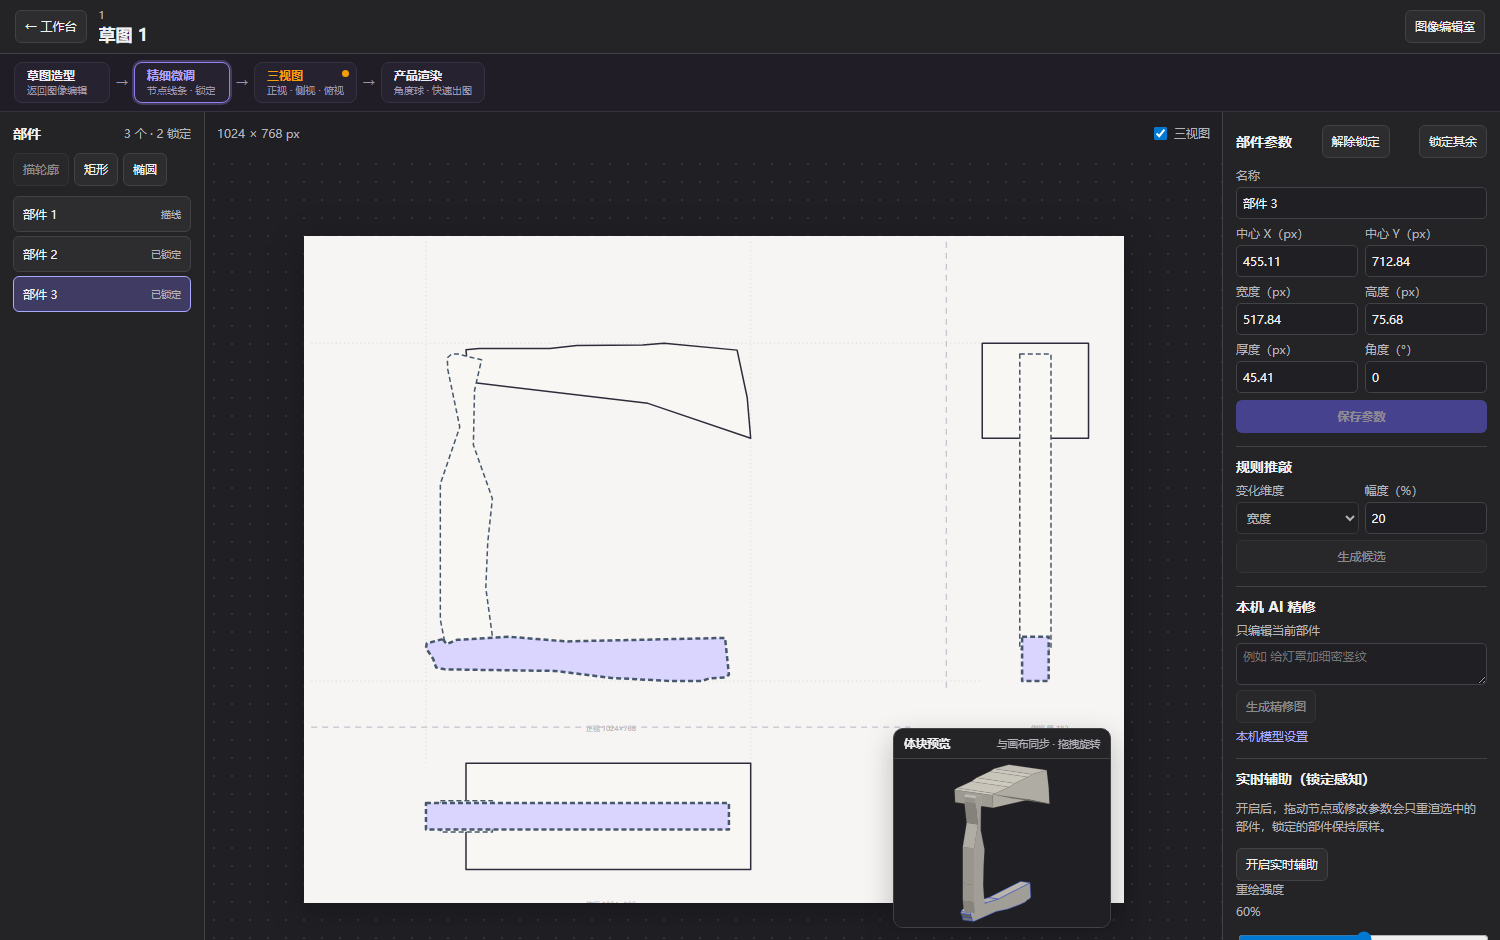 ← 工作台
1
草图 1
图像编辑室
草图造型
返回图像编辑
→
精细微调
节点线条 · 锁定
→
三视图
正视 · 侧视 · 俯视
→
产品渲染
角度球 · 快速出图
部件
3 个 · 2 锁定
描轮廓
矩形
椭圆
部件 1
描线
部件 2
已锁定
部件 3
已锁定
1024 × 768 px
三视图
正视 1024×768
体块预览
与画布同步 · 拖拽旋转
部件参数
解除锁定
锁定其余
名称
部件 3
中心 X（px）
中心 Y（px）
455.11
712.84
宽度（px）
高度（px）
517.84
75.68
厚度（px）
角度（°）
45.41
0
保存参数
规则推敲
变化维度
幅度（%）
宽度
20
生成候选
本机 AI 精修
只编辑当前部件
例如 给灯罩加细密竖纹
生成精修图
本机模型设置
实时辅助（锁定感知）
开启后，拖动节点或修改参数会只重渲选中的
部件，锁定的部件保持原样。
开启实时辅助
重绘强度
60%